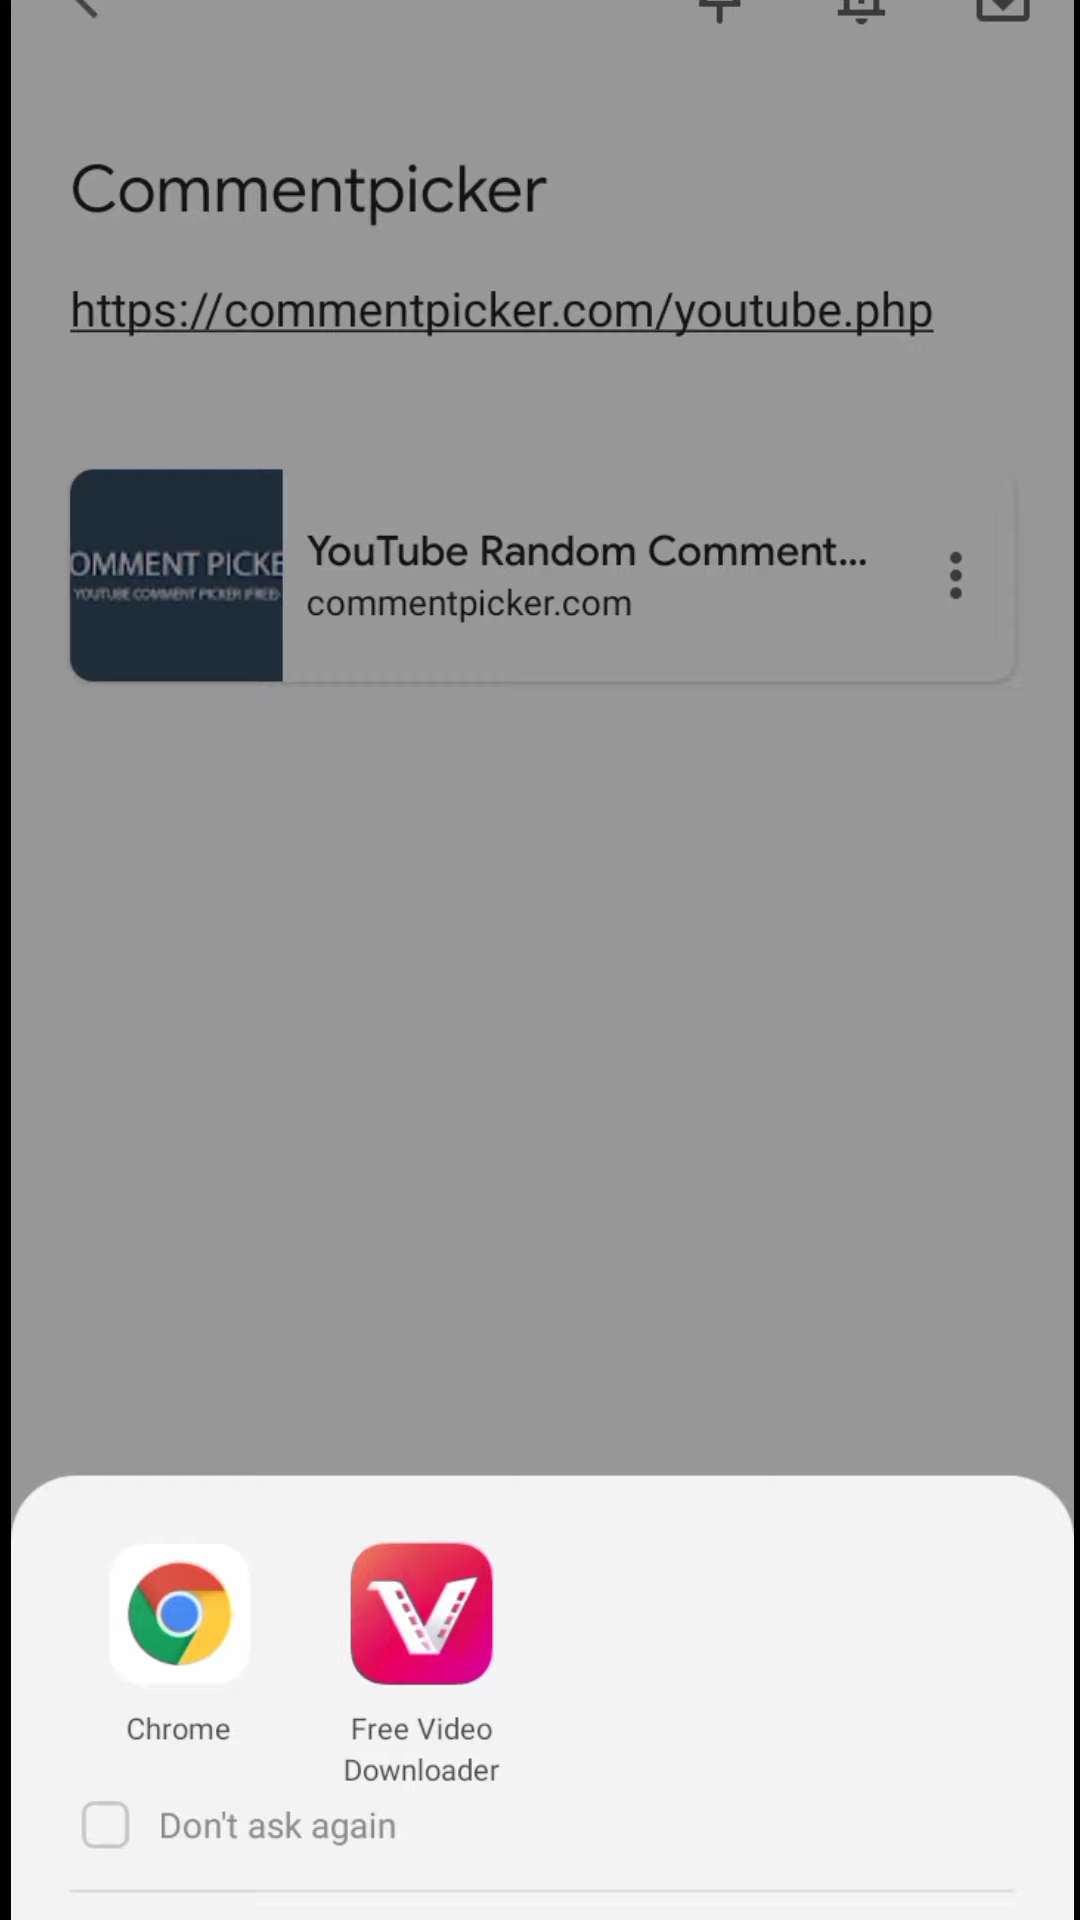 Commentpicker
https://commentpicker.com/youtube.php
OMMENT PICKE
YOUTUBE COMMENT PICKER (FREE)
YouTube Random Comment...
commentpicker.com
Chrome
Free Video
Downloader
Don't ask again